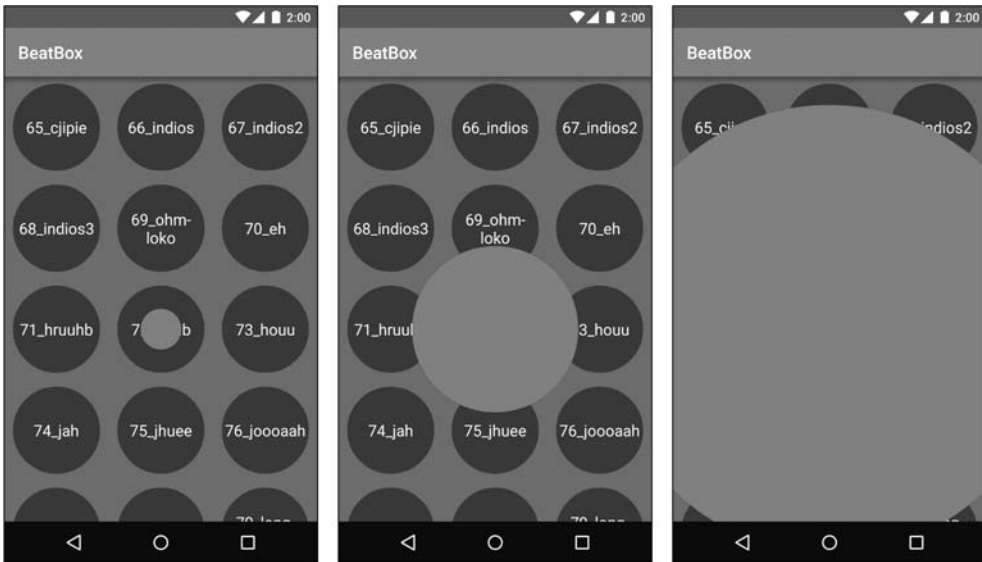 2:00
BeatBox
65_cjipie 66_indios 67_indios2
68_indios3 69_ohm-
loko 70_eh
71_hruuhb 73_houu
74_jah 75_jhuee 76_joooaah
2:00
BeatBox
65_cjipie 66_indios 67_indios2
68_indios3 69_ohm-
loko 70_eh
74_jah 75_jhuee 76_joooaah
2:00
BeatBox